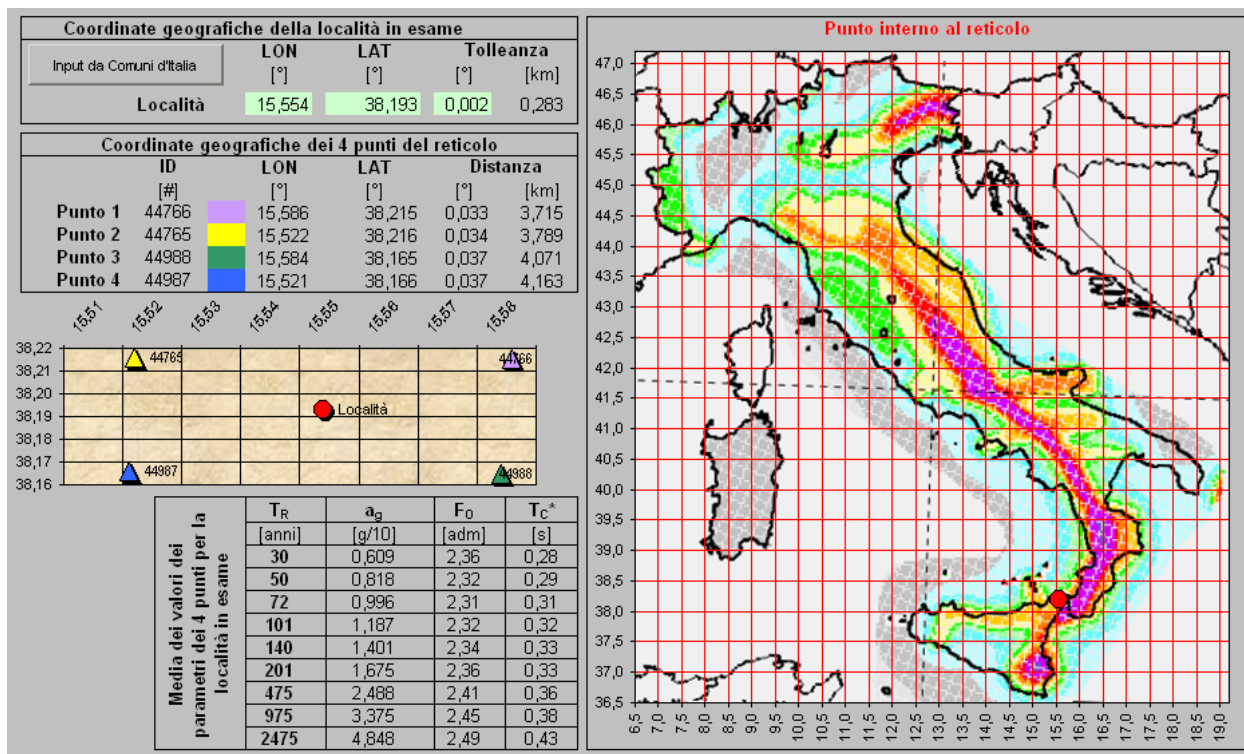 Coordinate geografiche della località in esame
LON LAT Tolleanza
Input da Comuni d'Italia
[°] [°] [°] [km]
Località 15,554 38,193 0,002 0,283
Coordinate geografiche dei 4 punti del reticolo
ID LON LAT Distanza
[#] [°] [°] [°] [km]
Punto 1 44766 15,586 38,215 0,033 3,715
Punto 2 44765 15,522 38,216 0,034 3,789
Punto 3 44988 15,584 38,165 0,037 4,071
Punto 4 44987 15,521 38,166 0,037 4,163
15,51 15,52 15,53 15,54 15,55 15,56 15,57 15,58
38,22
38,21
38,20
38,19
38,18
38,17
38,16
44765
44766
Località
44987
44988
Media dei valori dei
parametri dei 4 punti per la
località in esame
TR ag F0 TC*
[anni] [g/10] [adm] [s]
30 0,609 2,36 0,28
50 0,818 2,32 0,29
72 0,996 2,31 0,31
101 1,187 2,32 0,32
140 1,401 2,34 0,33
201 1,675 2,36 0,33
475 2,488 2,41 0,36
975 3,375 2,45 0,38
2475 4,848 2,49 0,43
Punto interno al reticolo
47,0
46,5
46,0
45,5
45,0
44,5
44,0
43,5
43,0
42,5
42,0
41,5
41,0
40,5
40,0
39,5
39,0
38,5
38,0
37,5
37,0
36,5
6,5 7,0 7,5 8,0 8,5 9,0 9,5 10,0 10,5 11,0 11,5 12,0 12,5 13,0 13,5 14,0 14,5 15,0 15,5 16,0 16,5 17,0 17,5 18,0 18,5 19,0